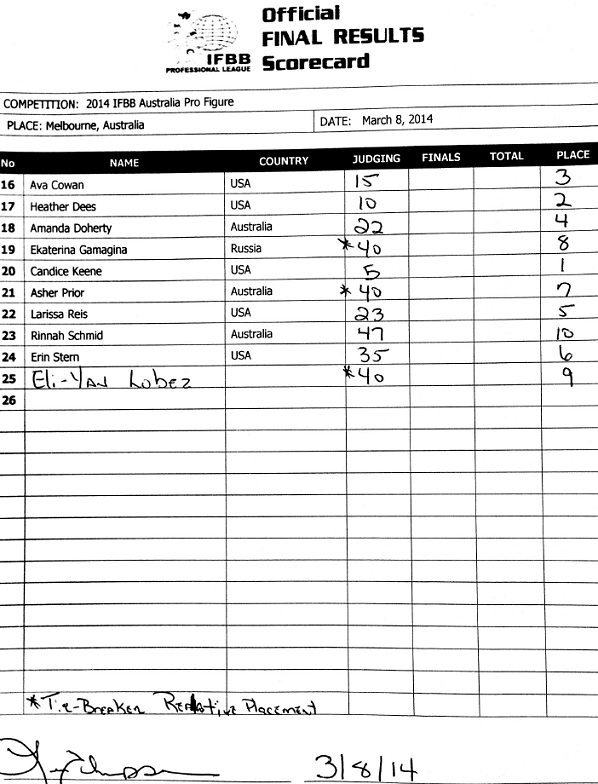 Official
FINAL RESULTS
Scorecard
IFBB
PROFESSIONAL LEAGUE
COMPETITION: 2014 IFBB Australia Pro Figure
PLACE: Melbourne, Australia DATE: March 8, 2014
No NAME COUNTRY JUDGING FINALS TOTAL PLACE
16 Ava Cowan USA 15 3
17 Heather Dees USA 10 2
18 Amanda Doherty Australia 22 4
19 Ekaterina Gamagina Russia *40 8
20 Candice Keene USA 5 1
21 Asher Prior Australia *40 7
22 Larissa Reis USA 23 5
23 Rinnah Schmid Australia 47 10
24 Erin Stern USA 35 6
25 Eli-Yan Lobez *40 9
26
*Tie-Breaker Relative Placement
3/8/14